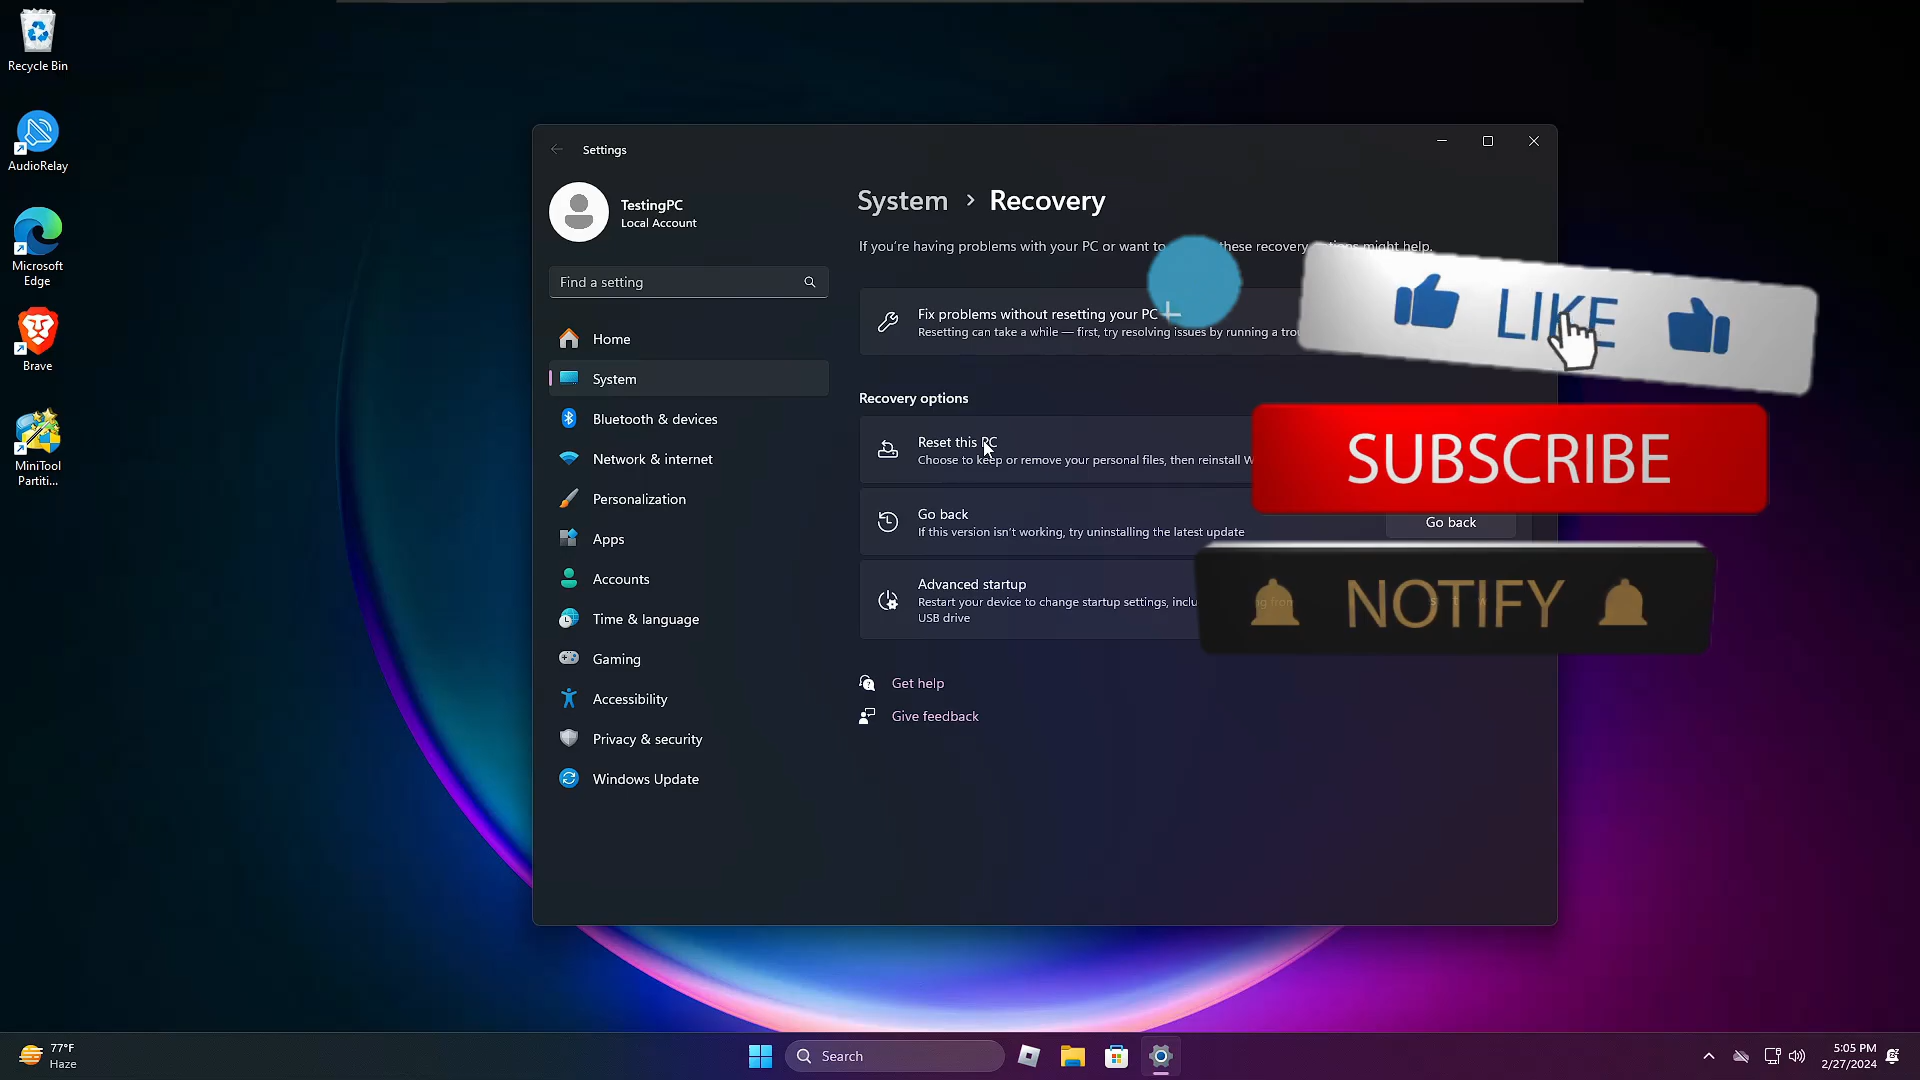 Recycle Bin
AudioRelay
Microsoft
Edge
Brave
MiniTool
Partiti...
Settings
TestingPC
Local Account
Find a setting
Home
System
Bluetooth & devices
Network & internet
Personalization
Apps
Accounts
Time & language
Gaming
Accessibility
Privacy & security
Windows Update
System > Recovery
If you're having problems with your PC or want to these recovery might help.
Fix problems without resetting your PC
Resetting can take a while — first, try resolving issues by running a
Recovery options
Reset this PC
Choose to keep or remove your personal files, then reinstall
Go back
If this version isn't working, try uninstalling the latest update
Go back
Advanced startup
Restart your device to change startup settings,
USB drive
Get help
Give feedback
LIKE
SUBSCRIBE
NOTIFY
77°F
Haze
Search
5:05 PM
2/27/2024